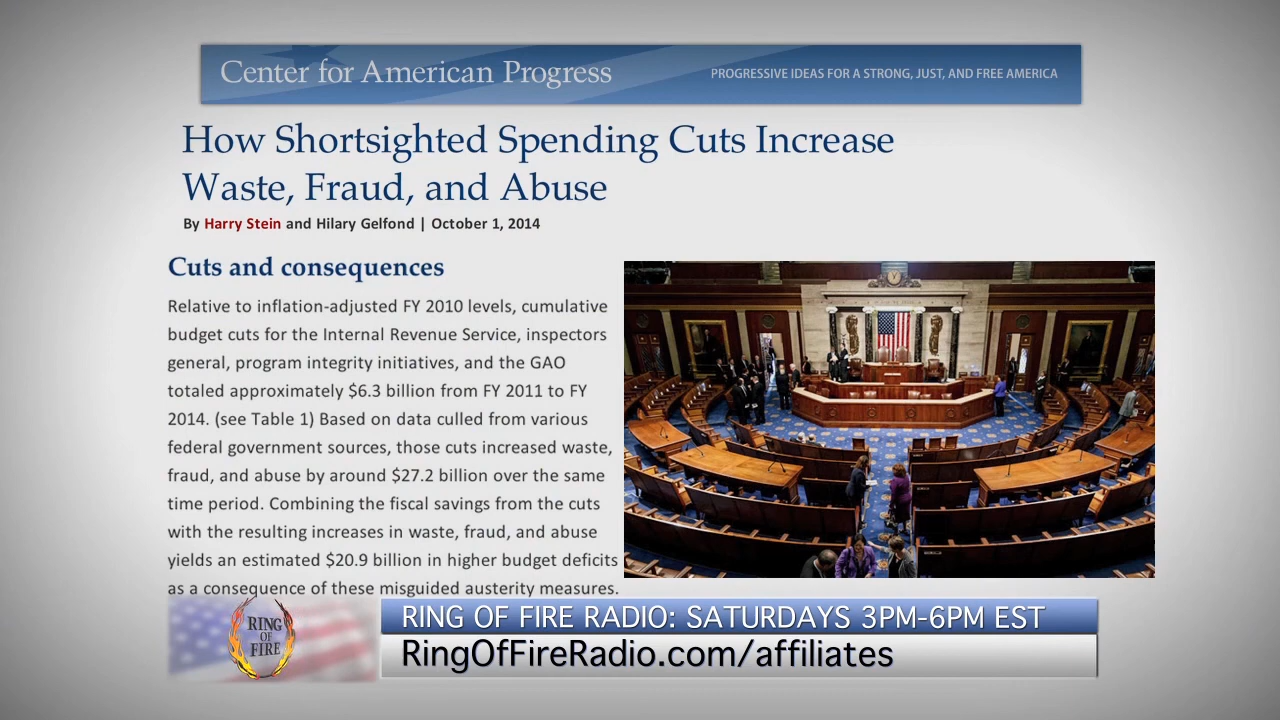 Center for American Progress
PROGRESSIVE IDEAS FOR A STRONG, JUST, AND FREE AMERICA
How Shortsighted Spending Cuts Increase
Waste, Fraud, and Abuse
By Harry Stein and Hilary Gelfond | October 1, 2014
Cuts and consequences
Relative to inflation-adjusted FY 2010 levels, cumulative
budget cuts for the Internal Revenue Service, inspectors
general, program integrity initiatives, and the GAO
totaled approximately $6.3 billion from FY 2011 to FY
2014. (see Table 1) Based on data culled from various
federal government sources, those cuts increased waste,
fraud, and abuse by around $27.2 billion over the same
time period. Combining the fiscal savings from the cuts
with the resulting increases in waste, fraud, and abuse
yields an estimated $20.9 billion in higher budget deficits
as a consequence of these misguided austerity measures.
RING
OF
FIRE
RING OF FIRE RADIO: SATURDAYS 3PM-6PM EST
RingOfFireRadio.com/affiliates